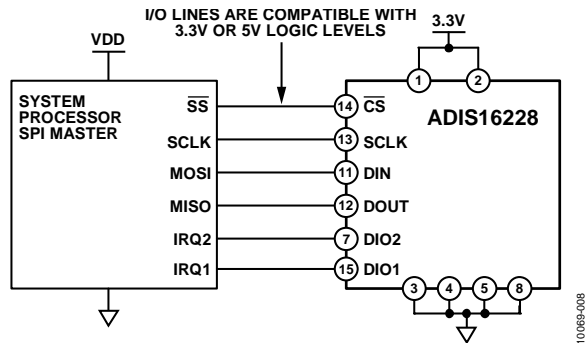 I/O LINES ARE COMPATIBLE WITH
3.3V OR 5V LOGIC LEVELS
VDD
3.3V
SYSTEM
PROCESSOR
SPI MASTER
ADIS16228
1 2
SS 14 CS
SCLK 13 SCLK
MOSI 11 DIN
MISO 12 DOUT
IRQ2 7 DIO2
IRQ1 15 DIO1
3 4 5 8
10069-008